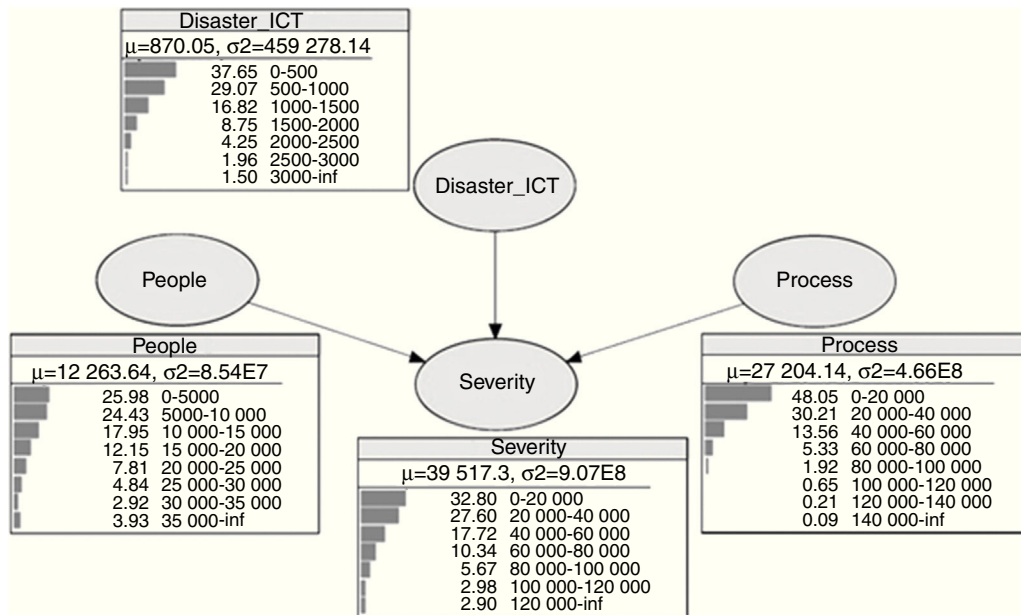 Disaster_ICT
μ=870.05, σ2=459 278.14
37.65 0-500
29.07 500-1000
16.82 1000-1500
8.75 1500-2000
4.25 2000-2500
1.96 2500-3000
1.50 3000-inf
Disaster_ICT
People
Process
Severity
People
μ=12 263.64, σ2=8.54E7
25.98 0-5000
24.43 5000-10 000
17.95 10 000-15 000
12.15 15 000-20 000
7.81 20 000-25 000
4.84 25 000-30 000
2.92 30 000-35 000
3.93 35 000-inf
Severity
μ=39 517.3, σ2=9.07E8
32.80 0-20 000
27.60 20 000-40 000
17.72 40 000-60 000
10.34 60 000-80 000
5.67 80 000-100 000
2.98 100 000-120 000
2.90 120 000-inf
Process
μ=27 204.14, σ2=4.66E8
48.05 0-20 000
30.21 20 000-40 000
13.56 40 000-60 000
5.33 60 000-80 000
1.92 80 000-100 000
0.65 100 000-120 000
0.21 120 000-140 000
0.09 140 000-inf